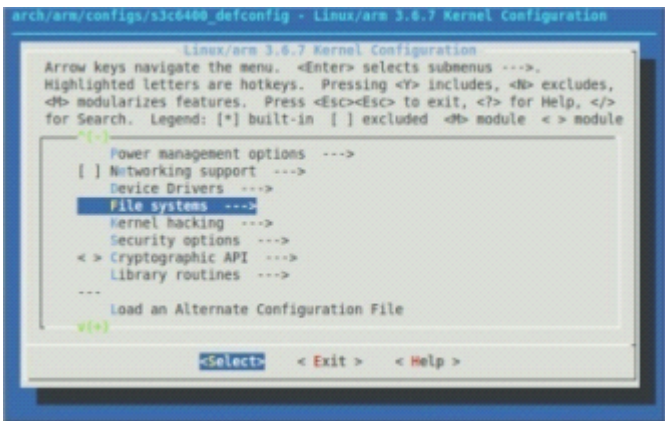 arch/arm/configs/s3c6400_defconfig - Linux/arm 3.6.7 Kernel Configuration
Linux/arm 3.6.7 Kernel Configuration
Arrow keys navigate the menu. <Enter> selects submenus --->.
Highlighted letters are hotkeys. Pressing <Y> includes, <N> excludes,
<M> modularizes features. Press <Esc><Esc> to exit, <?> for Help, </>
for Search. Legend: [*] built-in [ ] excluded <M> module < > module
^(-)
Power management options --->
[ ] Networking support --->
Device Drivers --->
File systems --->
Kernel hacking --->
Security options --->
< > Cryptographic API --->
Library routines --->
---
Load an Alternate Configuration File
v(+)
<Select> < Exit > < Help >